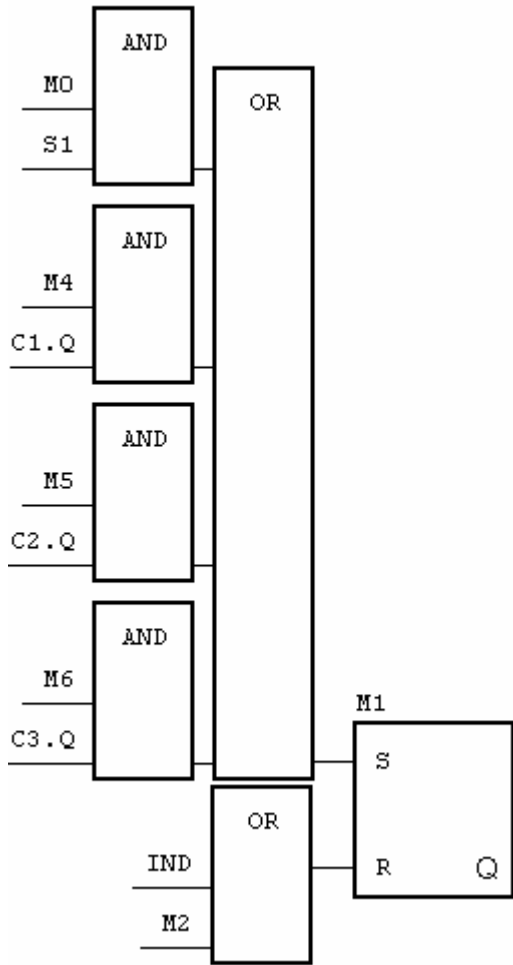 AND
M0
OR
S1
AND
M4
C1.Q
AND
M5
C2.Q
AND
M6
M1
C3.Q
S
OR
IND
R
Q
M2